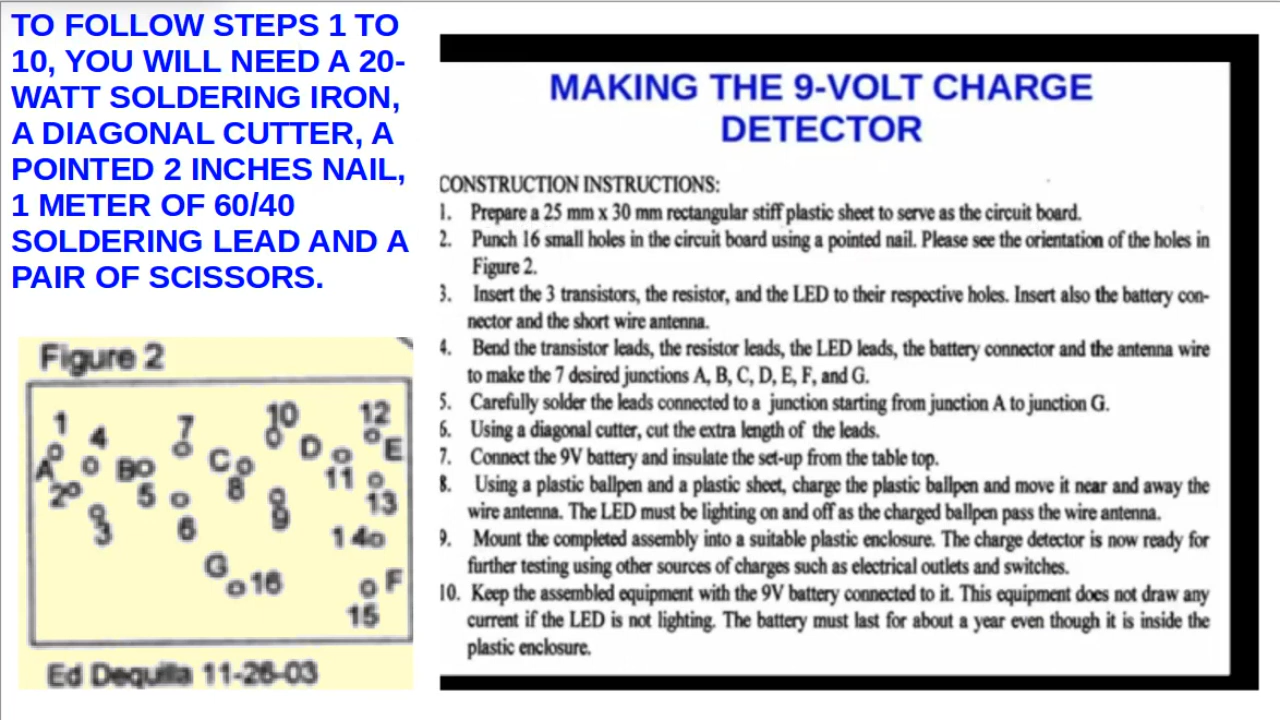 TO FOLLOW STEPS 1 TO
10, YOU WILL NEED A 20-
WATT SOLDERING IRON,
A DIAGONAL CUTTER, A
POINTED 2 INCHES NAIL,
1 METER OF 60/40
SOLDERING LEAD AND A
PAIR OF SCISSORS.
Figure 2
1
4
7
10
12
A
B
C
D
E
2
5
8
11
3
6
9
13
14
G
16
F
15
Ed Dequilla 11-26-03
MAKING THE 9-VOLT CHARGE
DETECTOR
CONSTRUCTION INSTRUCTIONS:
1. Prepare a 25 mm x 30 mm rectangular stiff plastic sheet to serve as the circuit board.
2. Punch 16 small holes in the circuit board using a pointed nail. Please see the orientation of the holes in
Figure 2.
3. Insert the 3 transistors, the resistor, and the LED to their respective holes. Insert also the battery con-
nector and the short wire antenna.
4. Bend the transistor leads, the resistor leads, the LED leads, the battery connector and the antenna wire
to make the 7 desired junctions A, B, C, D, E, F, and G.
5. Carefully solder the leads connected to a junction starting from junction A to junction G.
6. Using a diagonal cutter, cut the extra length of the leads.
7. Connect the 9V battery and insulate the set-up from the table top.
8. Using a plastic ballpen and a plastic sheet, charge the plastic ballpen and move it near and away the
wire antenna. The LED must be lighting on and off as the charged ballpen pass the wire antenna.
9. Mount the completed assembly into a suitable plastic enclosure. The charge detector is now ready for
further testing using other sources of charges such as electrical outlets and switches.
10. Keep the assembled equipment with the 9V battery connected to it. This equipment does not draw any
current if the LED is not lighting. The battery must last for about a year even though it is inside the
plastic enclosure.